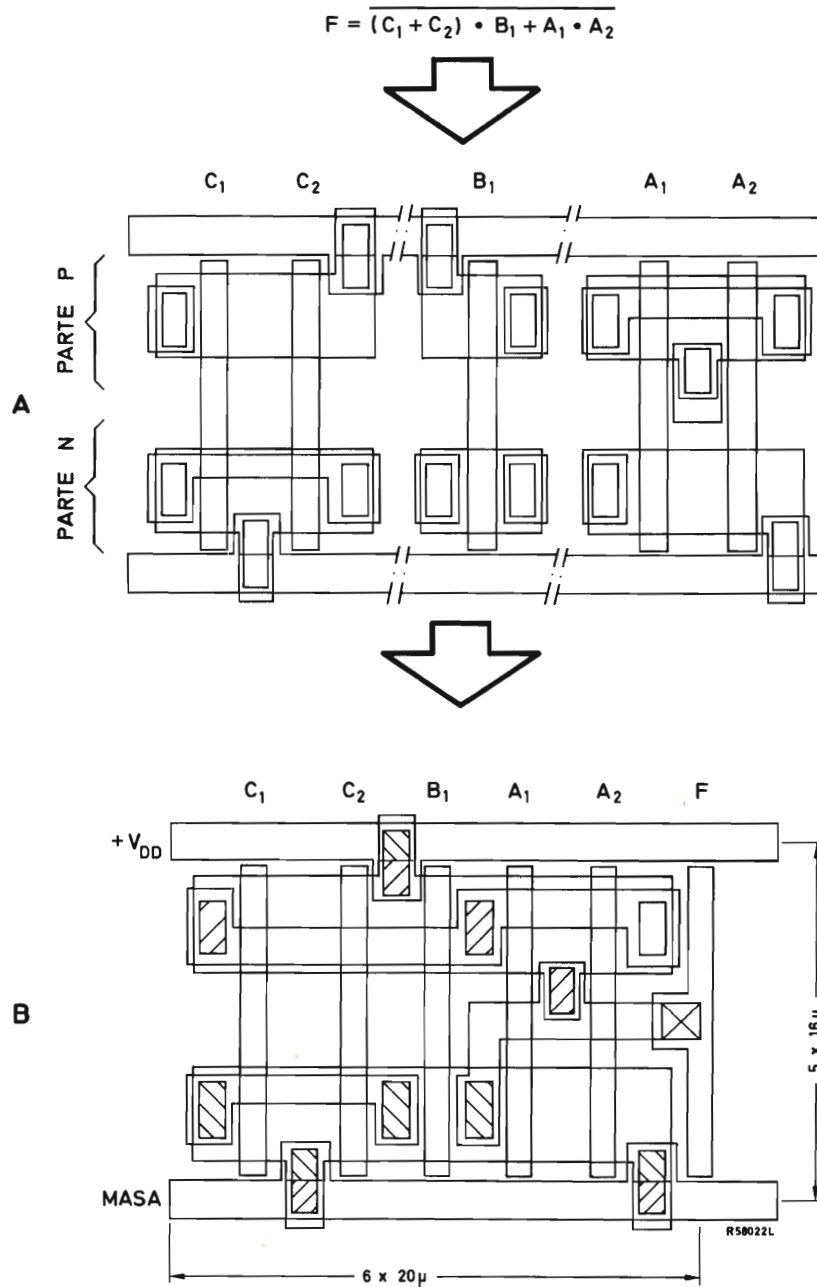 F = (C₁ + C₂) • B₁ + A₁ • A₂
C₁ C₂ B₁ A₁ A₂
PARTE P
A
PARTE N
C₁ C₂ B₁ A₁ A₂ F
+V_DD
B
5 x 16μ
MASA
R58022L
6 x 20μ